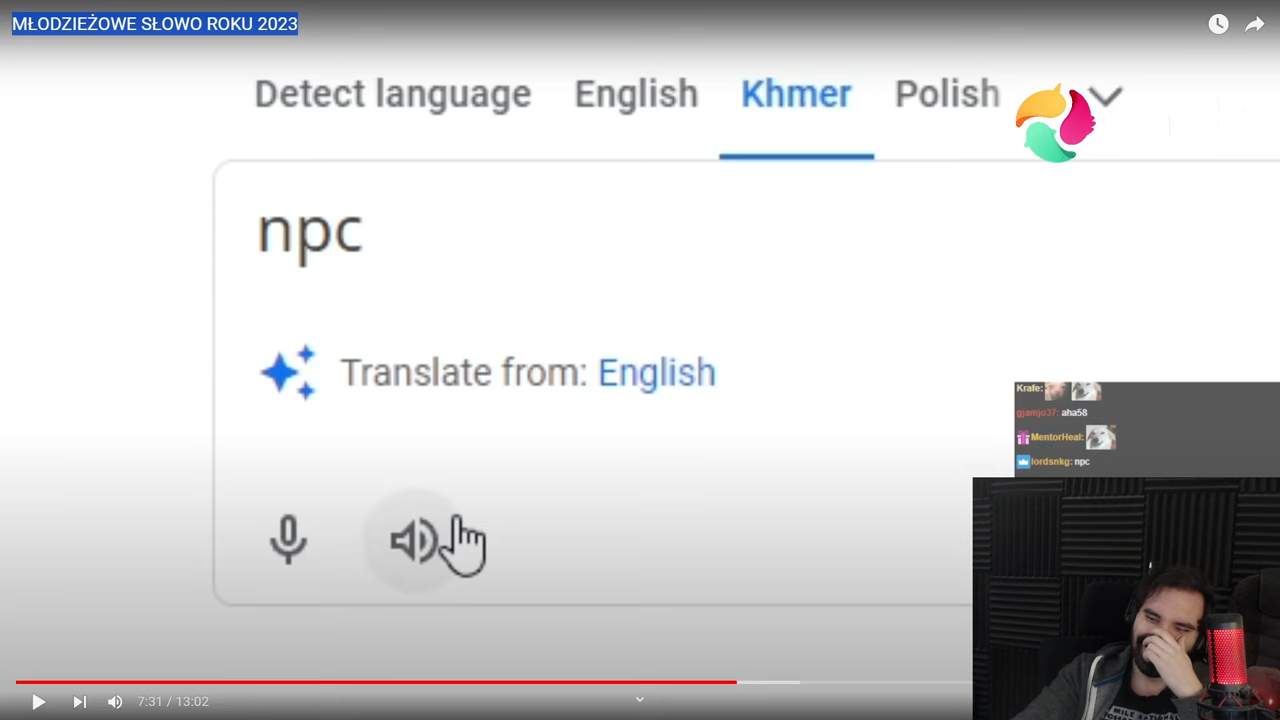 MŁODZIEŻOWE SŁOWO ROKU 2023
Detect language English Khmer Polish
npc
Translate from: English
Krafe:
gjamjo37: aha58
MentorHeal:
lordsnkg: npc
7:31 / 13:02